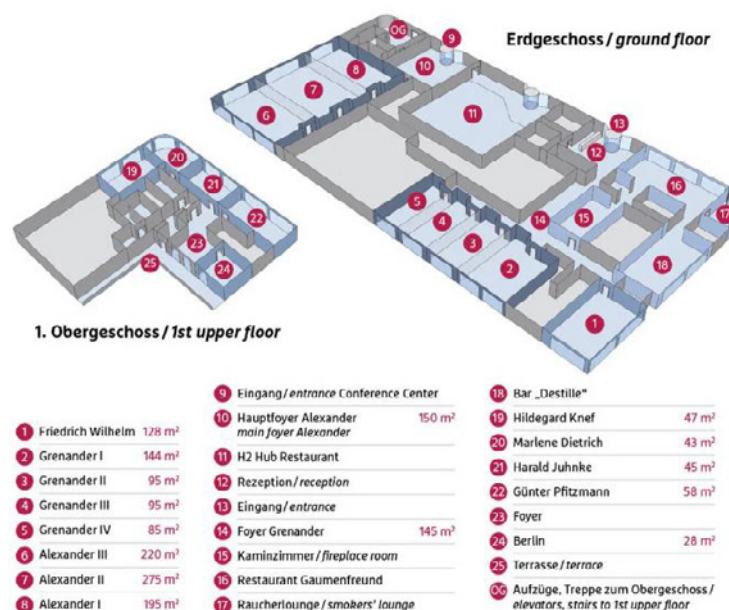 Erdgeschoss / ground floor
OG
9
8
10
7
6
11
13
12
16
17
15
14
18
5
4
3
2
1
20
19
21
22
23
24
25
1. Obergeschoss / 1st upper floor
1 Friedrich Wilhelm 128 m²
2 Grenander I 144 m²
3 Grenander II 95 m²
4 Grenander III 95 m²
5 Grenander IV 85 m²
6 Alexander III 220 m²
7 Alexander II 275 m²
8 Alexander I 195 m²
9 Eingang / entrance Conference Center
10 Hauptfoyer Alexander 150 m²
main foyer Alexander
11 H2 Hub Restaurant
12 Rezeption / reception
13 Eingang / entrance
14 Foyer Grenander 145 m²
15 Kaminzimmer / fireplace room
16 Restaurant Gaumenfreund
17 Raucherlounge / smokers' lounge
18 Bar „Destille"
19 Hildegard Knef 47 m²
20 Marlene Dietrich 43 m²
21 Harald Juhnke 45 m²
22 Günter Pfitzmann 58 m²
23 Foyer
24 Berlin 28 m²
25 Terrasse / terrace
OG Aufzüge, Treppe zum Obergeschoss /
elevators, stairs to 1st upper floor